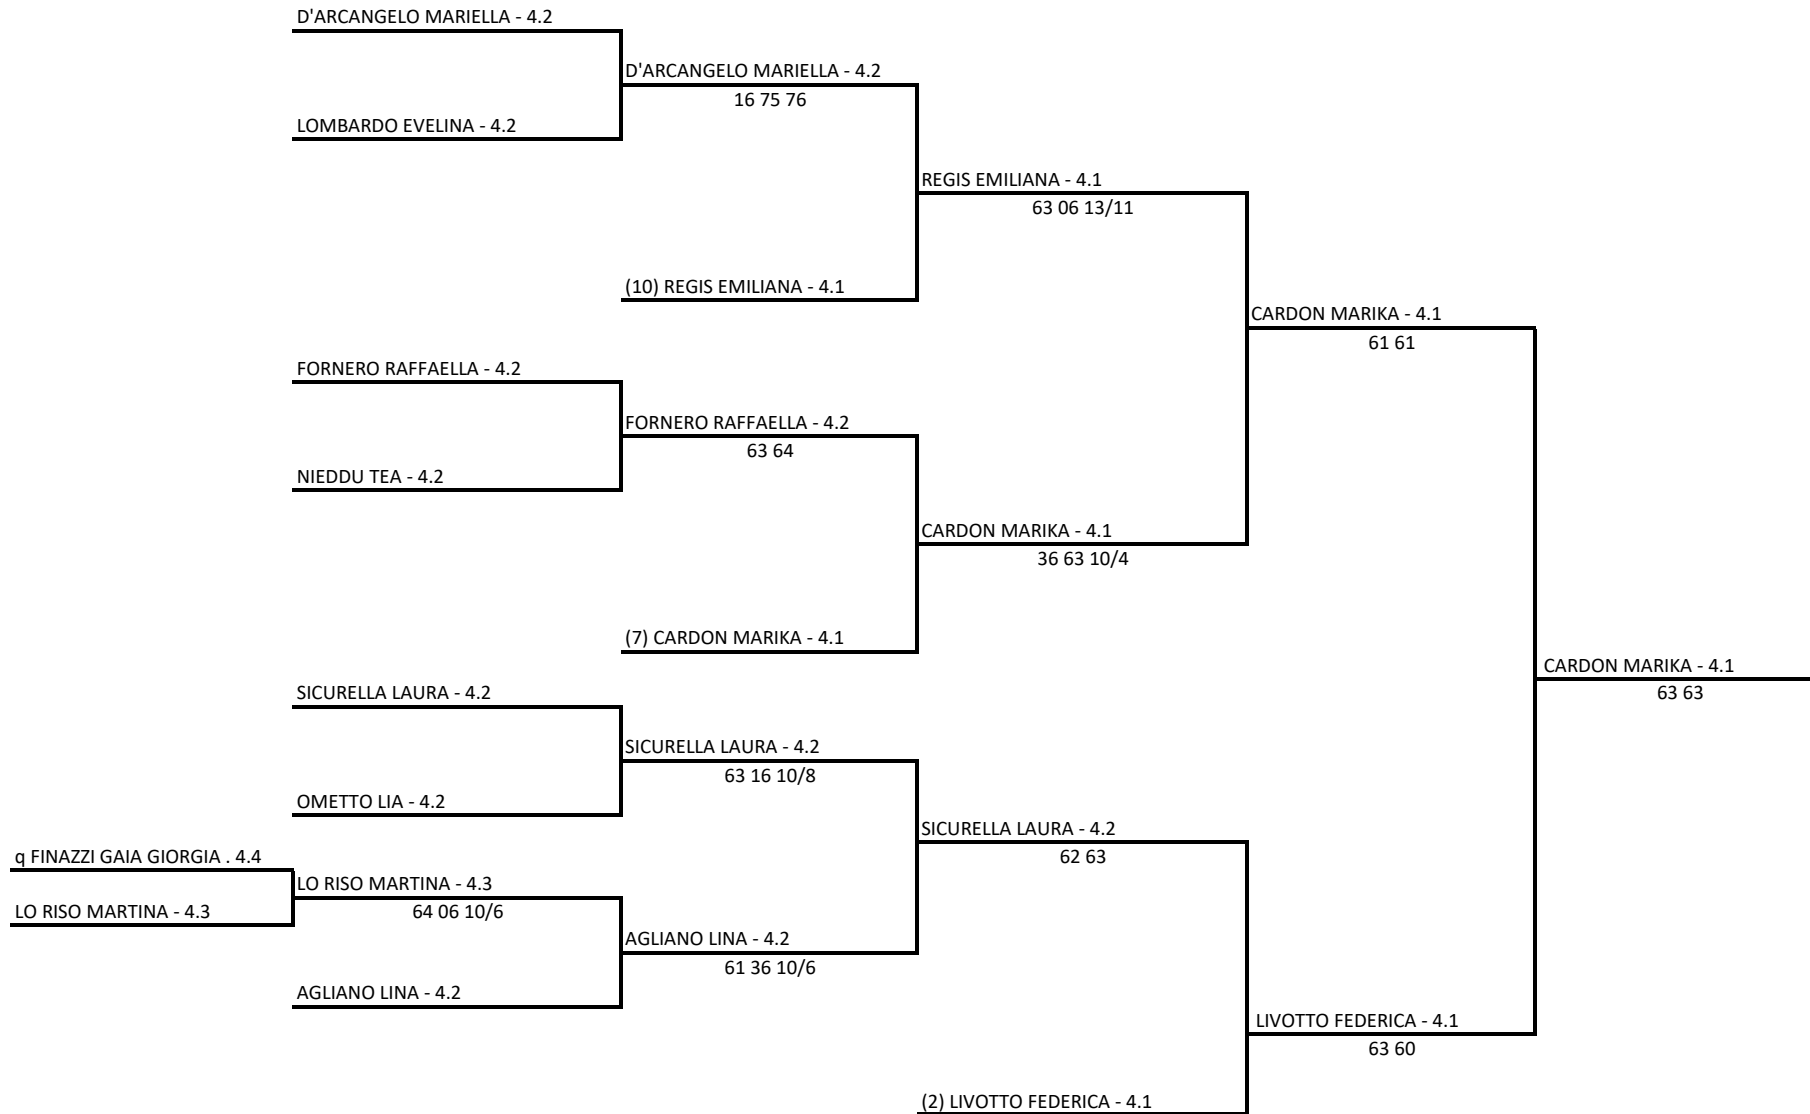 D'ARCANGELO MARIELLA - 4.2
D'ARCANGELO MARIELLA - 4.2
16 75 76
LOMBARDO EVELINA - 4.2
REGIS EMILIANA - 4.1
63 06 13/11
(10) REGIS EMILIANA - 4.1
CARDON MARIKA - 4.1
61 61
FORNERO RAFFAELLA - 4.2
FORNERO RAFFAELLA - 4.2
63 64
NIEDDU TEA - 4.2
CARDON MARIKA - 4.1
36 63 10/4
(7) CARDON MARIKA - 4.1
CARDON MARIKA - 4.1
63 63
SICURELLA LAURA - 4.2
SICURELLA LAURA - 4.2
63 16 10/8
OMETTO LIA - 4.2
SICURELLA LAURA - 4.2
62 63
q FINAZZI GAIA GIORGIA . 4.4
LO RISO MARTINA - 4.3
64 06 10/6
LO RISO MARTINA - 4.3
AGLIANO LINA - 4.2
61 36 10/6
AGLIANO LINA - 4.2
LIVOTTO FEDERICA - 4.1
63 60
(2) LIVOTTO FEDERICA - 4.1